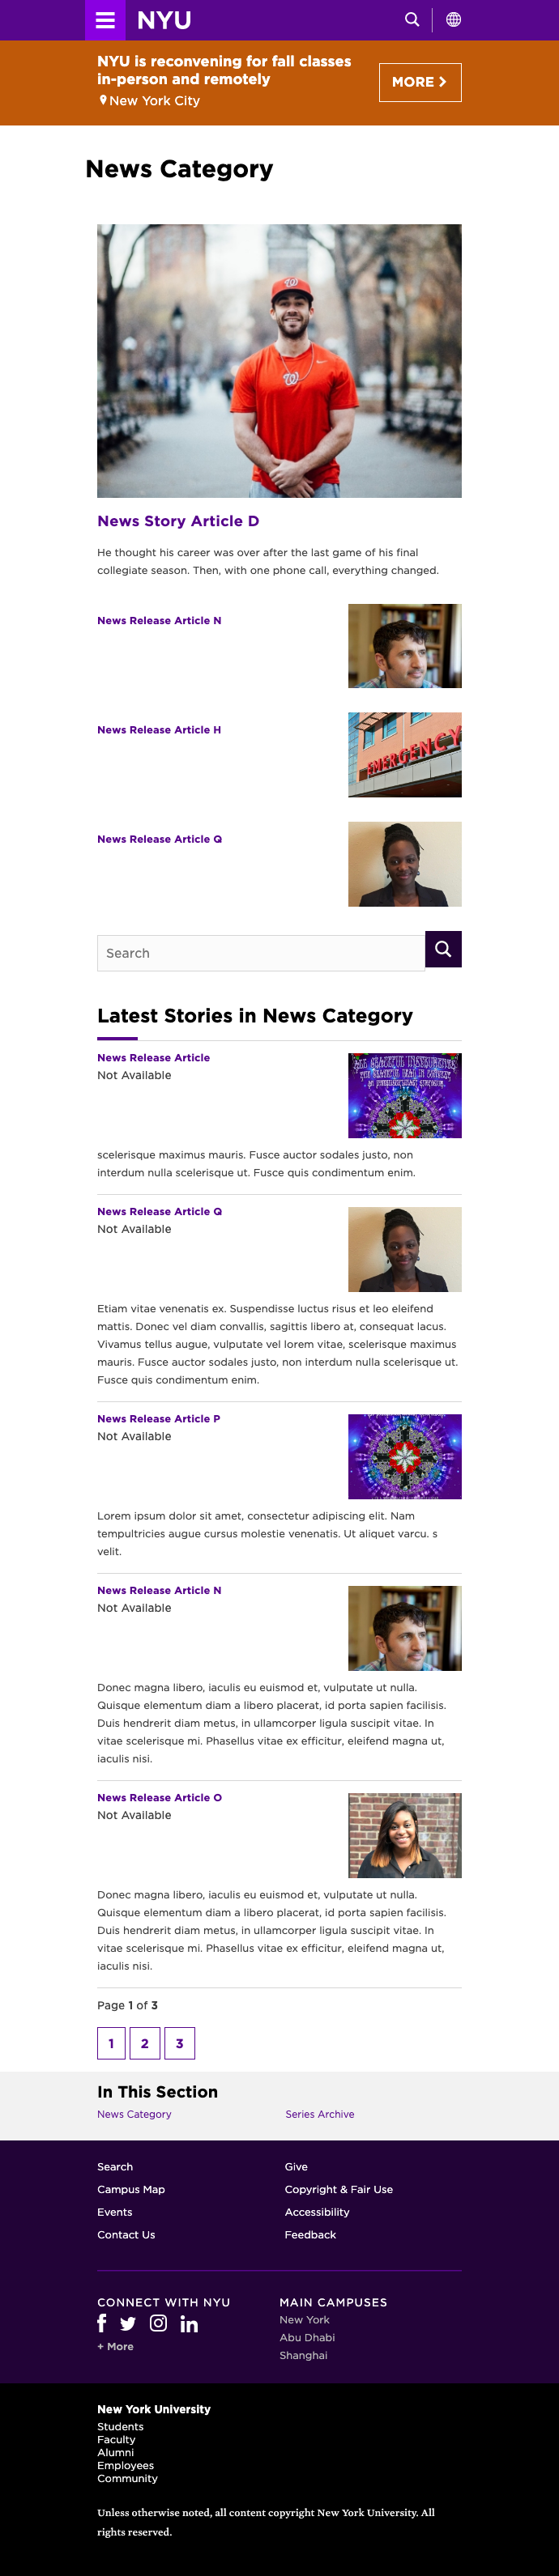 NYU
NYU is reconvening for fall classes
in-person and remotely
New York City
MORE
News Category
W
W
News Story Article D
He thought his career was over after the last game of his final
collegiate season. Then, with one phone call, everything changed.
News Release Article N
News Release Article H
EMERGENCY
News Release Article Q
Search
Latest Stories in News Category
News Release Article
Not Available
scelerisque maximus mauris. Fusce auctor sodales justo, non
interdum nulla scelerisque ut. Fusce quis condimentum enim.
News Release Article Q
Not Available
Etiam vitae venenatis ex. Suspendisse luctus risus et leo eleifend
mattis. Donec vel diam convallis, sagittis libero at, consequat lacus.
Vivamus tellus augue, vulputate vel lorem vitae, scelerisque maximus
mauris. Fusce auctor sodales justo, non interdum nulla scelerisque ut.
Fusce quis condimentum enim.
News Release Article P
Not Available
Lorem ipsum dolor sit amet, consectetur adipiscing elit. Nam
tempultricies augue cursus molestie venenatis. Ut aliquet varcu. s
velit.
News Release Article N
Not Available
Donec magna libero, iaculis eu euismod et, vulputate ut nulla.
Quisque elementum diam a libero placerat, id porta sapien facilisis.
Duis hendrerit diam metus, in ullamcorper ligula suscipit vitae. In
vitae scelerisque mi. Phasellus vitae ex efficitur, eleifend magna ut,
iaculis nisi.
News Release Article O
Not Available
Donec magna libero, iaculis eu euismod et, vulputate ut nulla.
Quisque elementum diam a libero placerat, id porta sapien facilisis.
Duis hendrerit diam metus, in ullamcorper ligula suscipit vitae. In
vitae scelerisque mi. Phasellus vitae ex efficitur, eleifend magna ut,
iaculis nisi.
Page 1 of 3
1 2 3
In This Section
News Category
Series Archive
Search
Give
Campus Map
Copyright & Fair Use
Events
Accessibility
Contact Us
Feedback
CONNECT WITH NYU
+ More
MAIN CAMPUSES
New York
Abu Dhabi
Shanghai
New York University
Students
Faculty
Alumni
Employees
Community
Unless otherwise noted, all content copyright New York University. All
rights reserved.